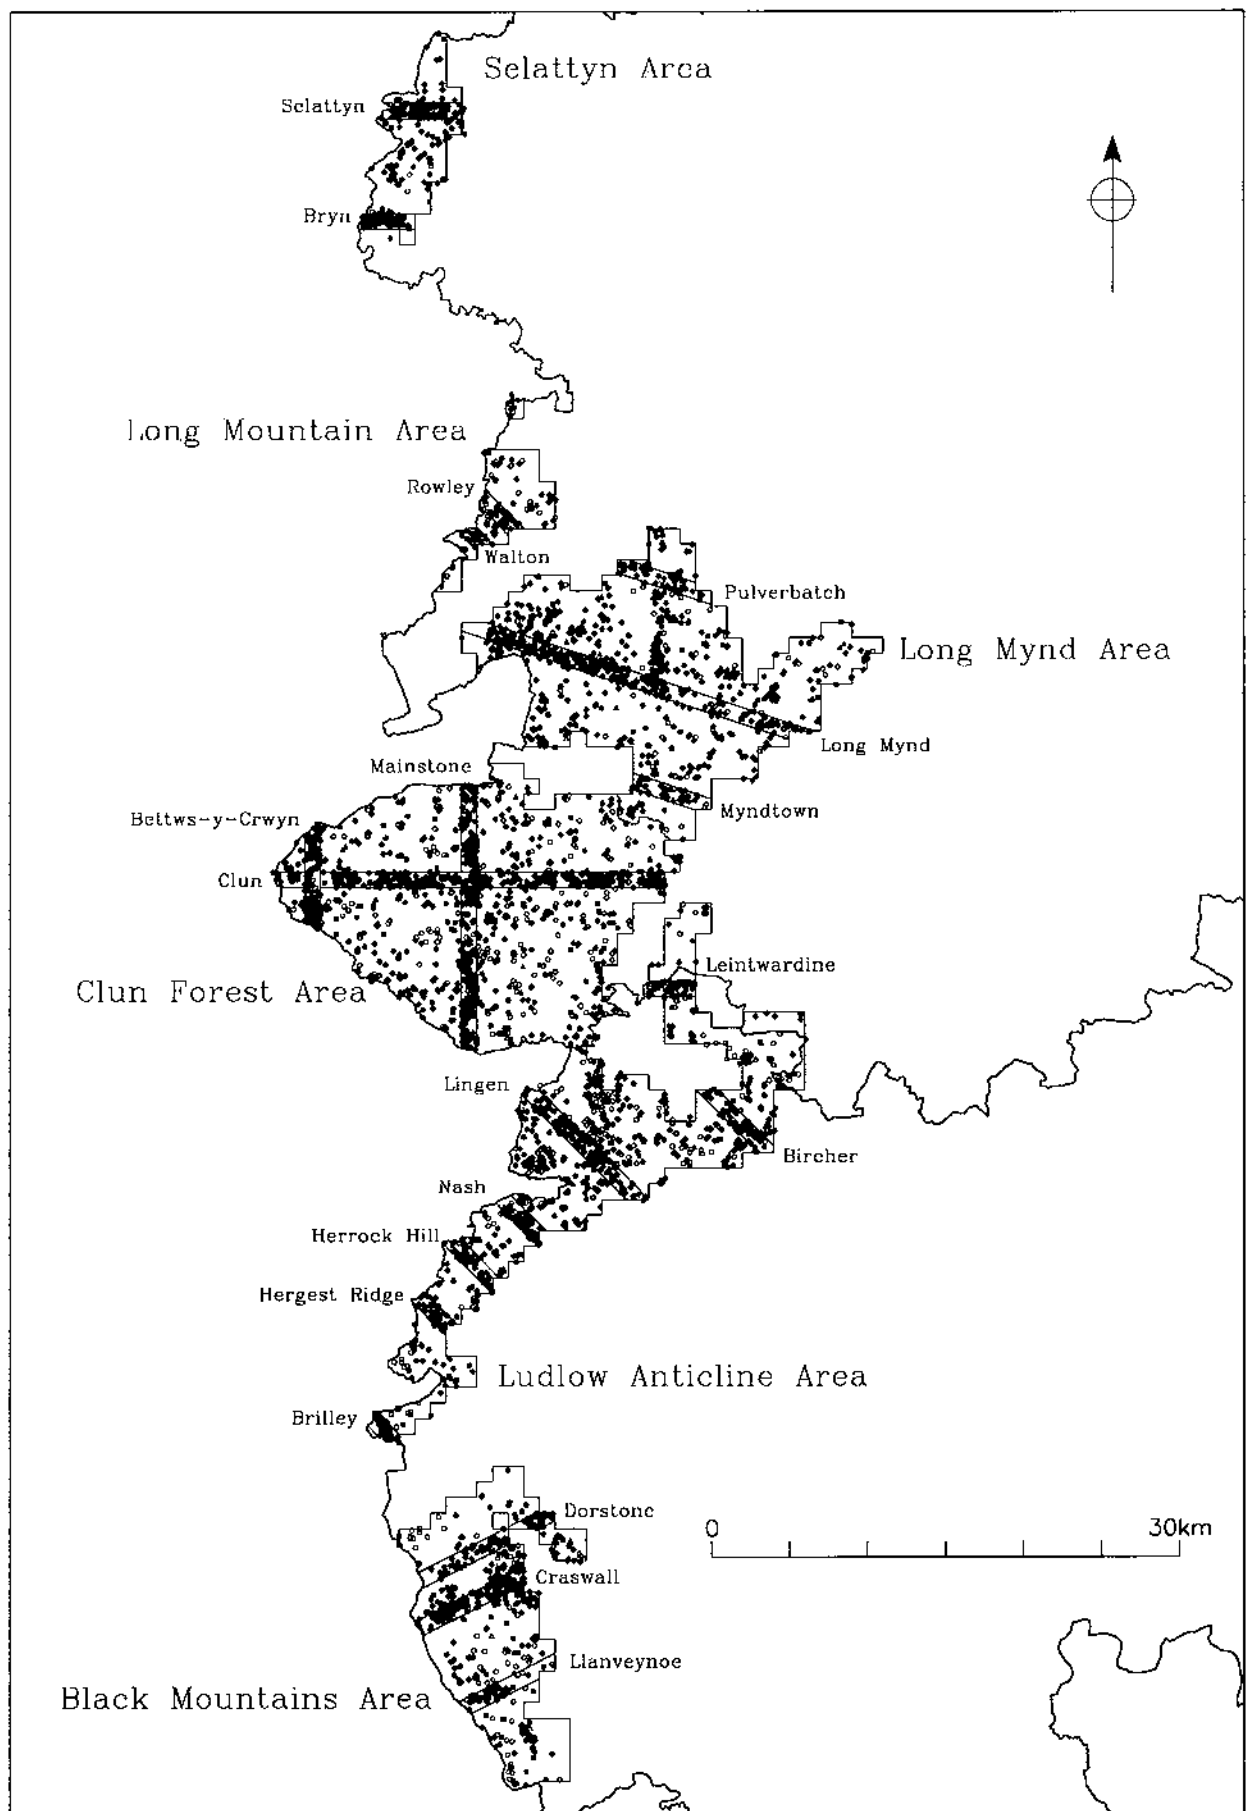 Selattyn Area
Selattyn
Bryn
Long Mountain Area
Rowley
Walton
Pulverbatch
Long Mynd Area
Long Mynd
Mainstone
Myndtown
Bettws-y-Crwyn
Clun
Leintwardine
Clun Forest Area
Lingen
Bircher
Nash
Herrock Hill
Hergest Ridge
Ludlow Anticline Area
Brilley
Dorstone
0 30km
Craswall
Llanveynoe
Black Mountains Area